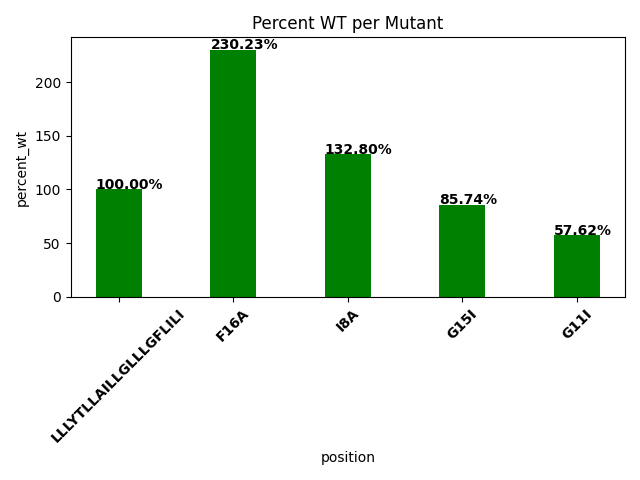 Percent WT per Mutant
percent_wt
200
150
100
50
0
100.00%
230.23%
132.80%
85.74%
57.62%
LLLYTLLAILLGLLLGFLILI
F16A
I8A
G15I
G11I
position